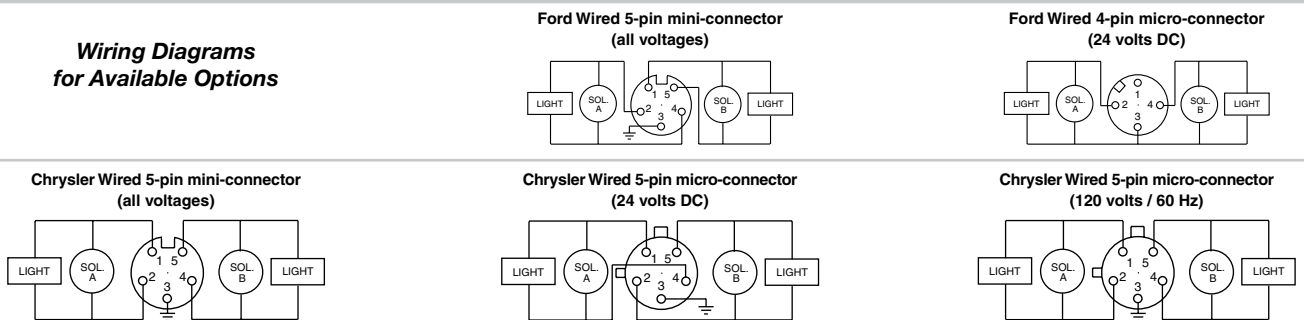 Wiring Diagrams
for Available Options
Ford Wired 5-pin mini-connector
(all voltages)
LIGHT
SOL.
A
1 5
2 4
3
SOL.
B
LIGHT
Ford Wired 4-pin micro-connector
(24 volts DC)
LIGHT
SOL.
A
1
2 4
3
SOL.
B
LIGHT
Chrysler Wired 5-pin mini-connector
(all voltages)
LIGHT
SOL.
A
1 5
2 4
3
SOL.
B
LIGHT
Chrysler Wired 5-pin micro-connector
(24 volts DC)
LIGHT
SOL.
A
1 5
2 4
3
SOL.
B
LIGHT
Chrysler Wired 5-pin micro-connector
(120 volts / 60 Hz)
LIGHT
SOL.
A
1 5
2 4
3
SOL.
B
LIGHT